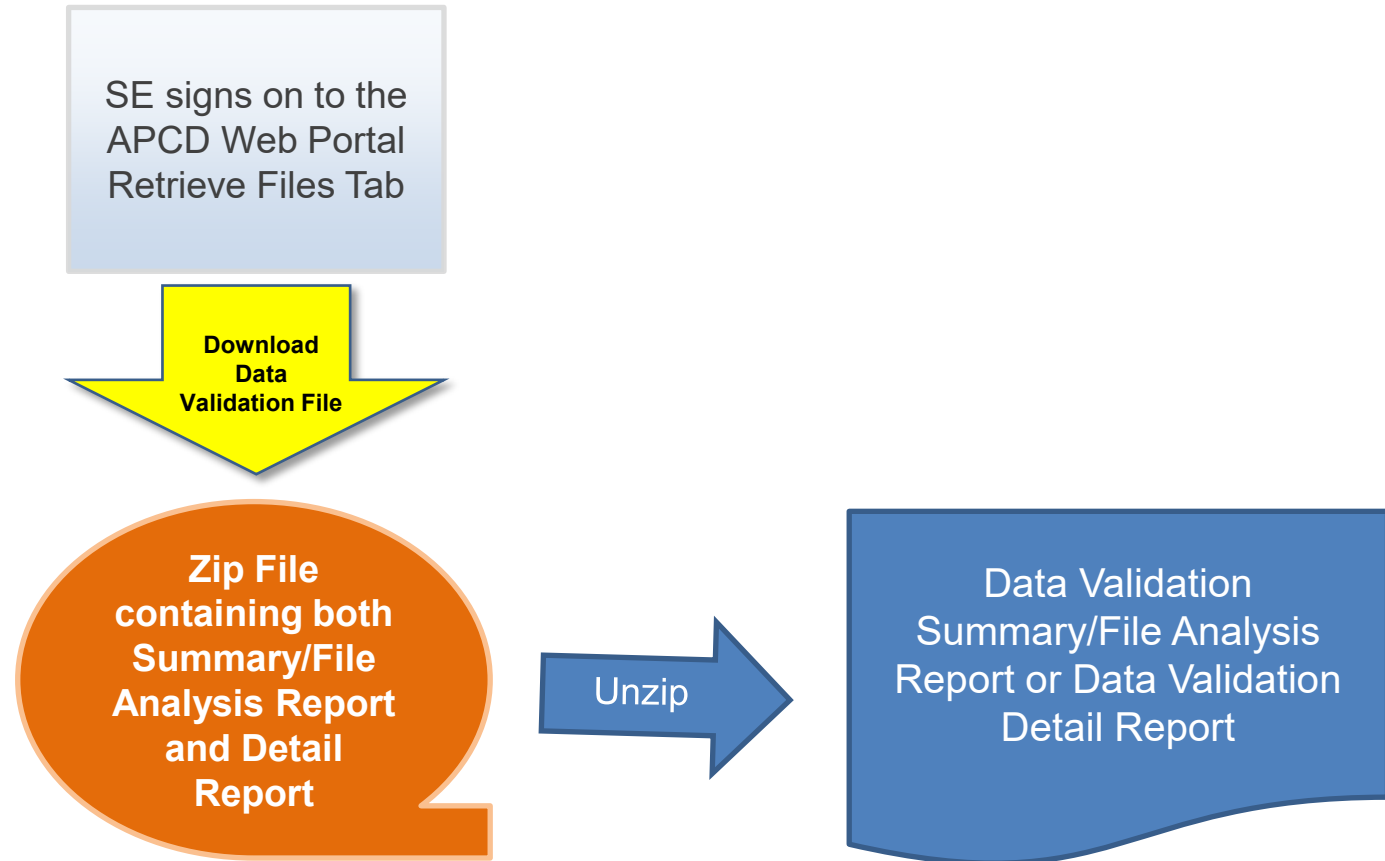 SE signs on to the
APCD Web Portal
Retrieve Files Tab
Download
Data
Validation File
Zip File
containing both
Summary/File
Analysis Report
and Detail
Report
Unzip
Data Validation
Summary/File Analysis
Report or Data Validation
Detail Report